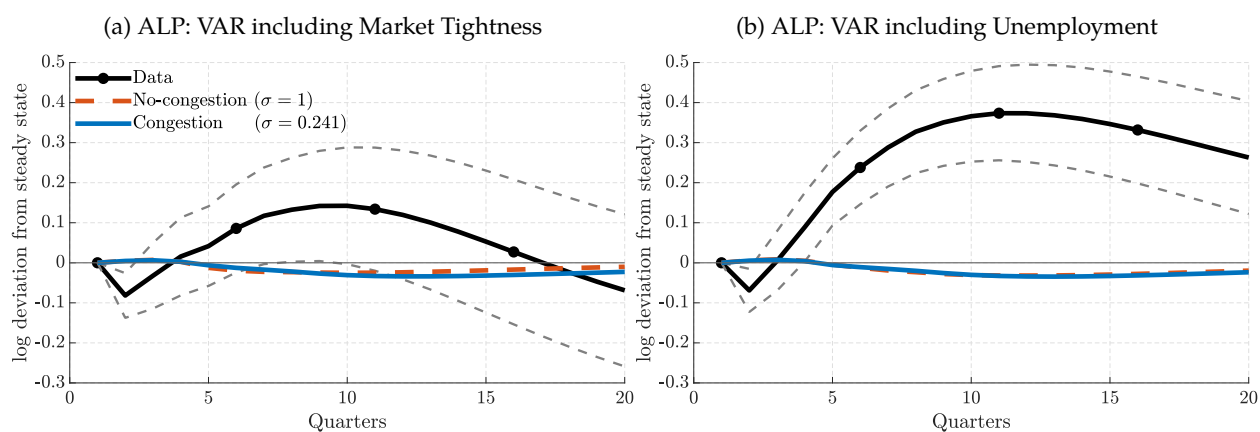 (a) ALP: VAR including Market Tightness
log deviation from steady state
0.5
0.4
0.3
0.2
0.1
0
-0.1
-0.2
-0.3
Data
No-congestion (σ = 1)
Congestion (σ = 0.241)
0 5 10 15 20
Quarters
(b) ALP: VAR including Unemployment
log deviation from steady state
0.5
0.4
0.3
0.2
0.1
0
-0.1
-0.2
-0.3
0 5 10 15 20
Quarters